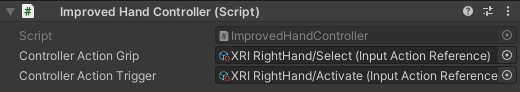 Improved Hand Controller (Script)
Script ImprovedHandController
Controller Action Grip XRI RightHand/Select (Input Action Reference)
Controller Action Trigger XRI RightHand/Activate (Input Action Reference